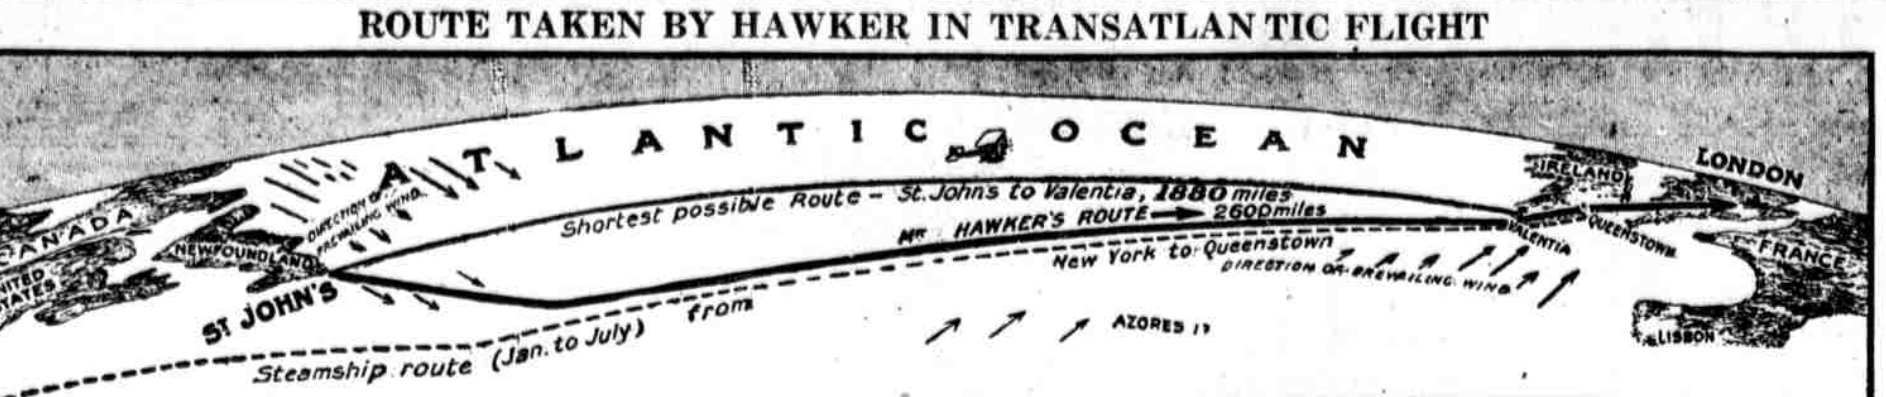 ROUTE TAKEN BY HAWKER IN TRANSATLANTIC FLIGHT
ATLANTIC OCEAN
CANADA
UNITED
STATES
NEWFOUNDLAND
ST JOHN'S
DIRECTION OF
PREVAILING WIND
Shortest possible Route - St. John's to Valentia, 1880 miles
MR HAWKER'S ROUTE 2600 miles
Steamship route (Jan. to July) from New York to Queenstown
DIRECTION OF PREVAILING WIND
AZORES Is
IRELAND
VALENTIA
QUEENSTOWN
LONDON
FRANCE
LISBON